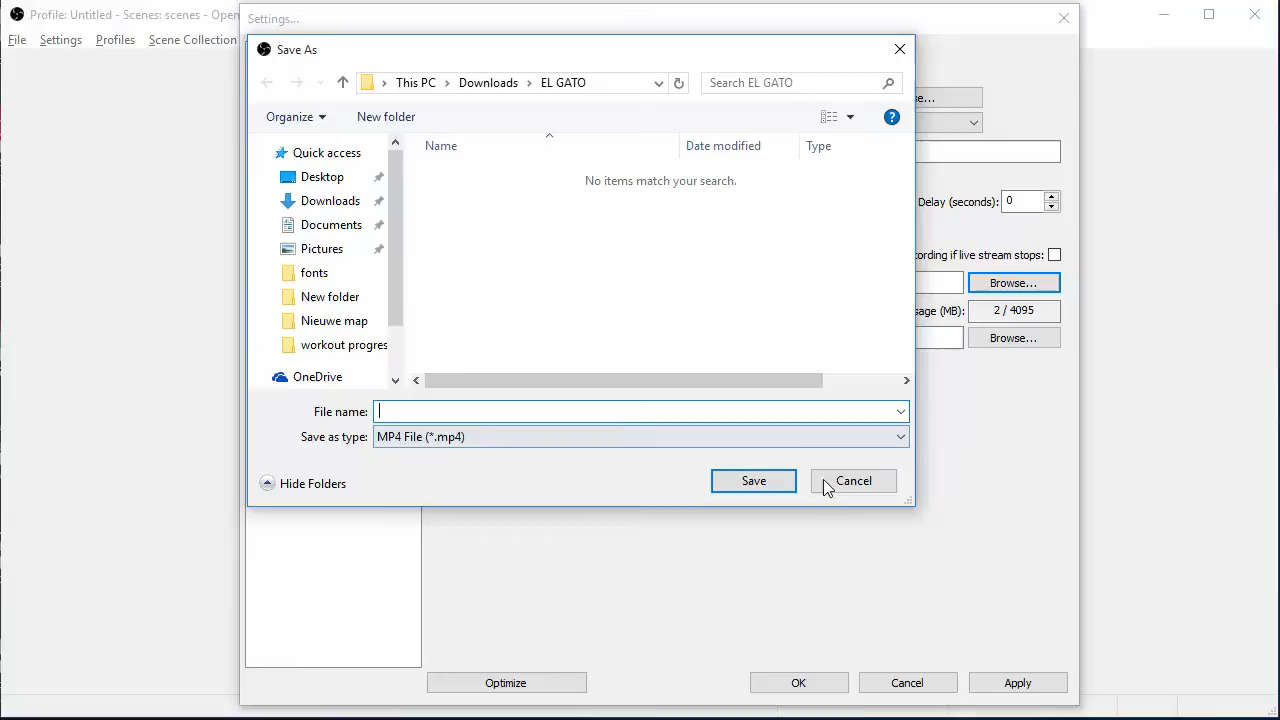 Profile: Untitled - Scenes: scenes - Open
Settings...
File Settings Profiles Scene Collection
Save As
This PC Downloads EL GATO Search EL GATO
e...
Organize New folder ?
Quick access Name Date modified Type
No items match your search.
Desktop
Downloads Delay (seconds): 0
Documents
Pictures ording if live stream stops:
fonts
Browse...
New folder
sage (MB): 2 / 4095
Nieuwe map
Browse...
workout progres
OneDrive
File name:
Save as type: MP4 File (*.mp4)
Hide Folders Save Cancel
Optimize OK Cancel Apply